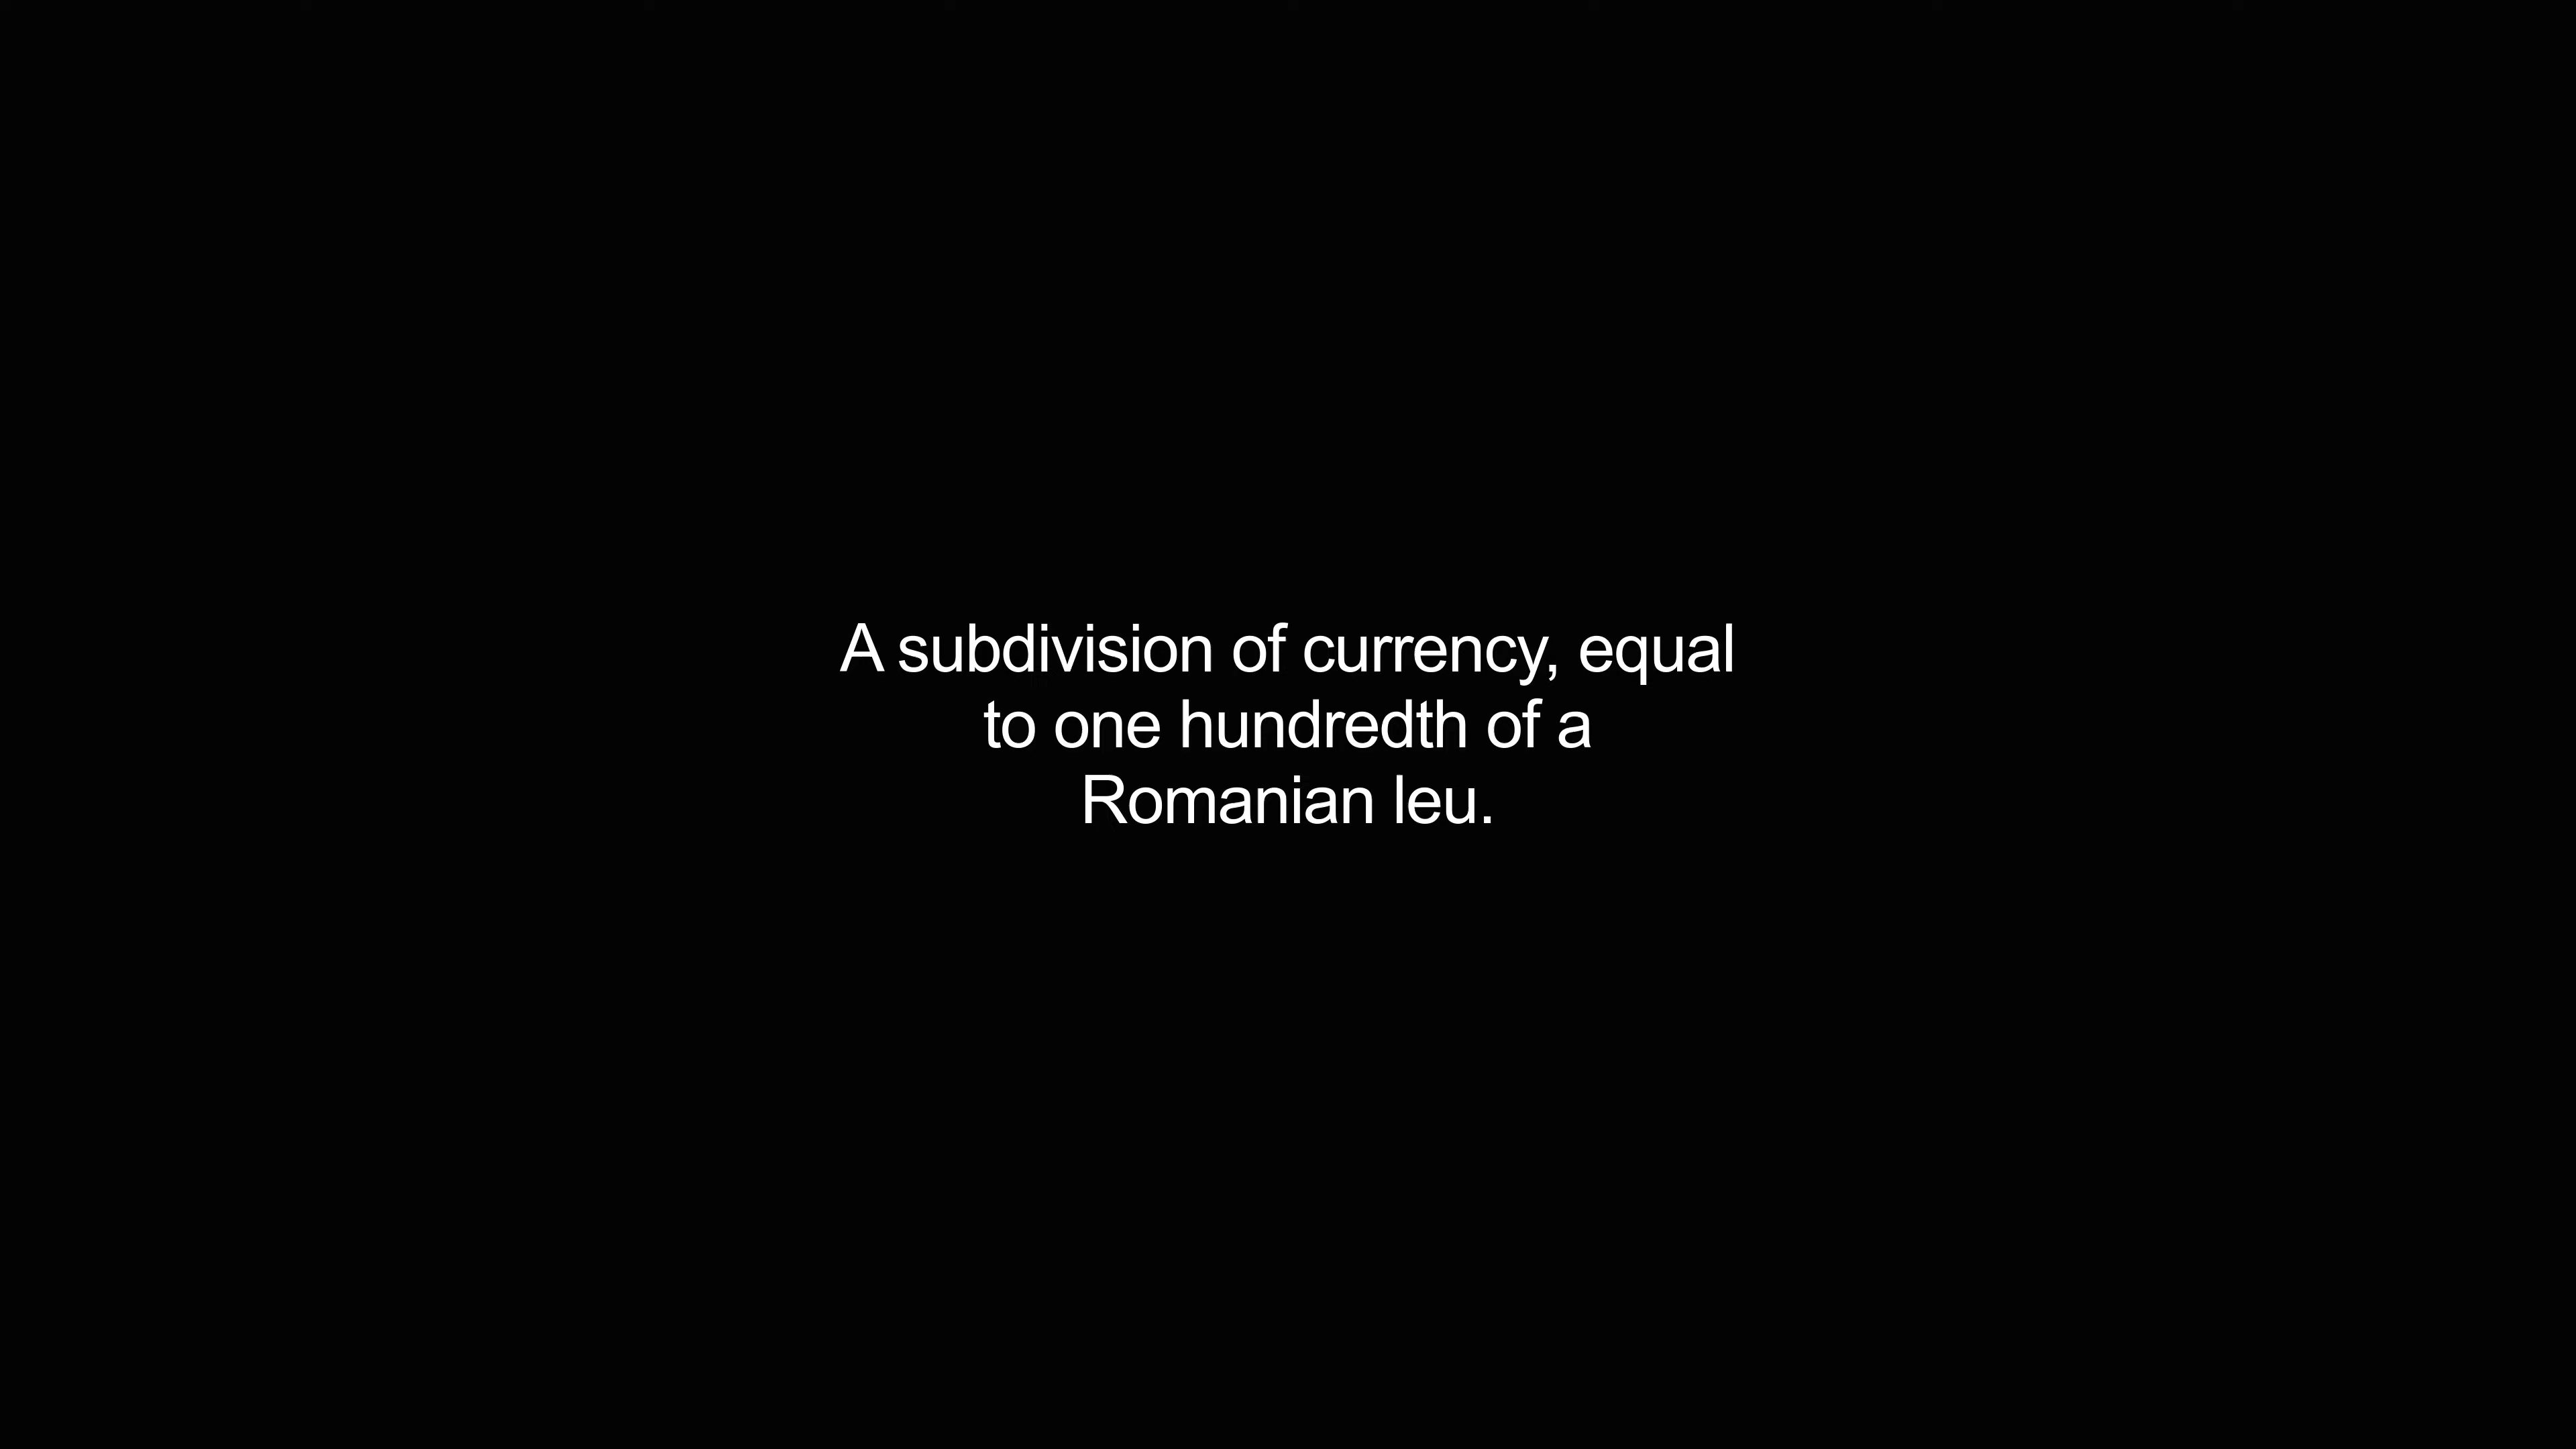 A subdivision of currency, equal
to one hundredth of a
Romanian leu.